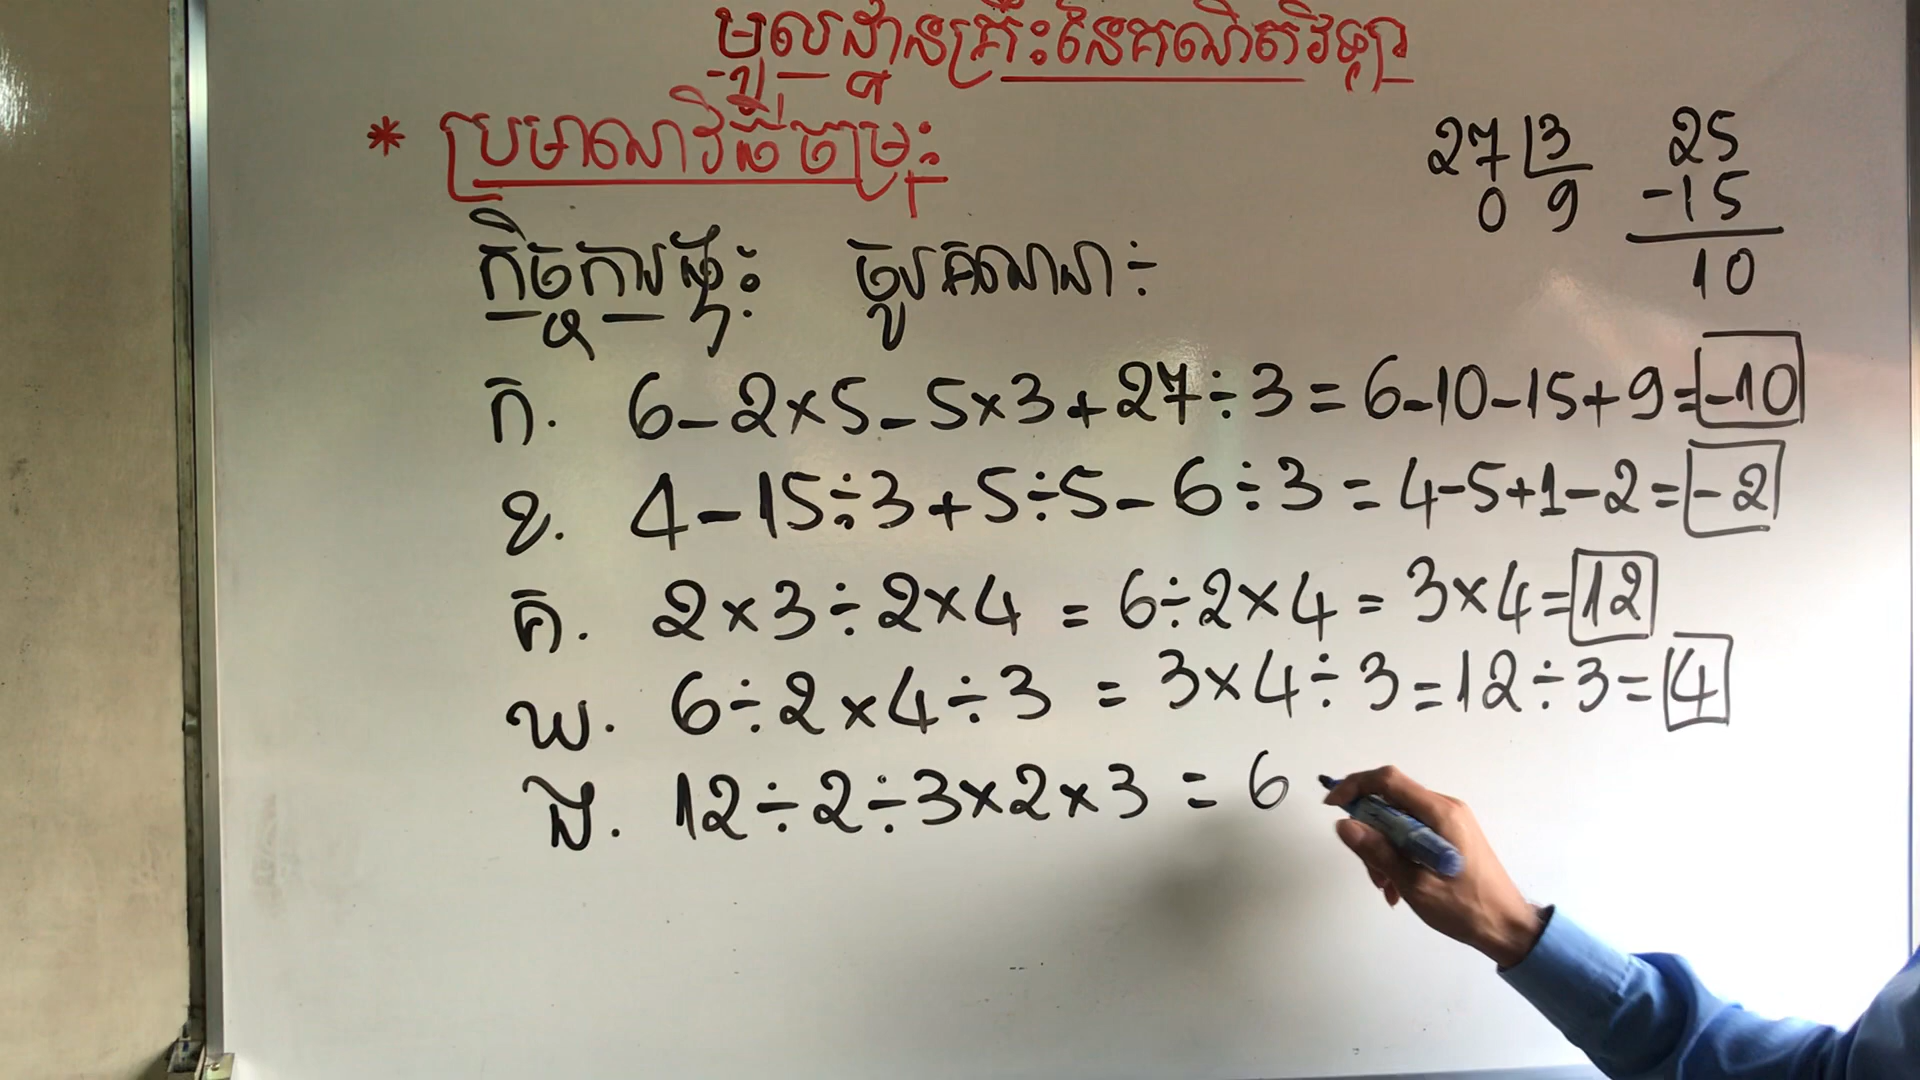 មូលដ្ឋានគ្រឹះនៃគណិតវិទ្យា
* ប្រមាណវិធីចម្រុះ
27 3 25
0 9 -15
10
កិច្ចការផ្ទះ ចូរគណនា÷
ក. 6-2×5-5×3+27÷3=6-10-15+9=-10
ខ. 4-15÷3+5÷5-6÷3=4-5+1-2=-2
គ. 2×3÷2×4=6÷2×4=3×4=12
ឃ. 6÷2×4÷3=3×4÷3=12÷3=4
ង. 12÷2÷3×2×3=6